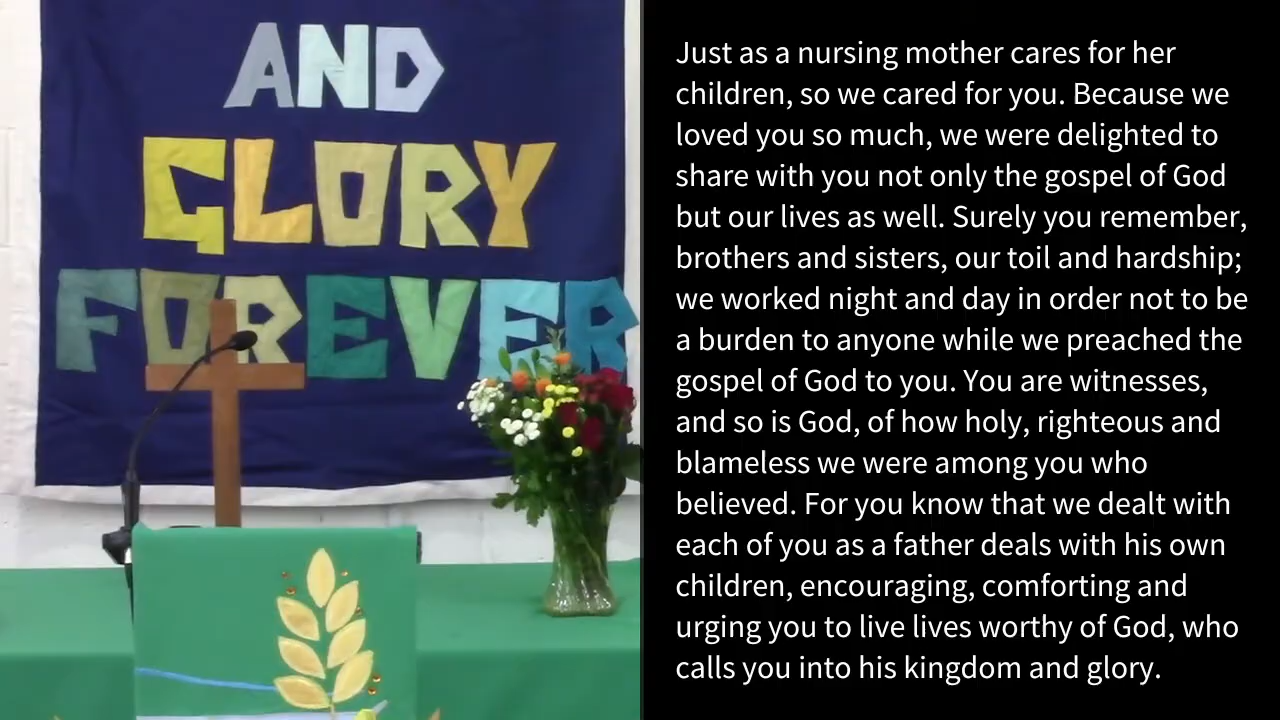 AND
GLORY
FOREVER
Just as a nursing mother cares for her
children, so we cared for you. Because we
loved you so much, we were delighted to
share with you not only the gospel of God
but our lives as well. Surely you remember,
brothers and sisters, our toil and hardship;
we worked night and day in order not to be
a burden to anyone while we preached the
gospel of God to you. You are witnesses,
and so is God, of how holy, righteous and
blameless we were among you who
believed. For you know that we dealt with
each of you as a father deals with his own
children, encouraging, comforting and
urging you to live lives worthy of God, who
calls you into his kingdom and glory.